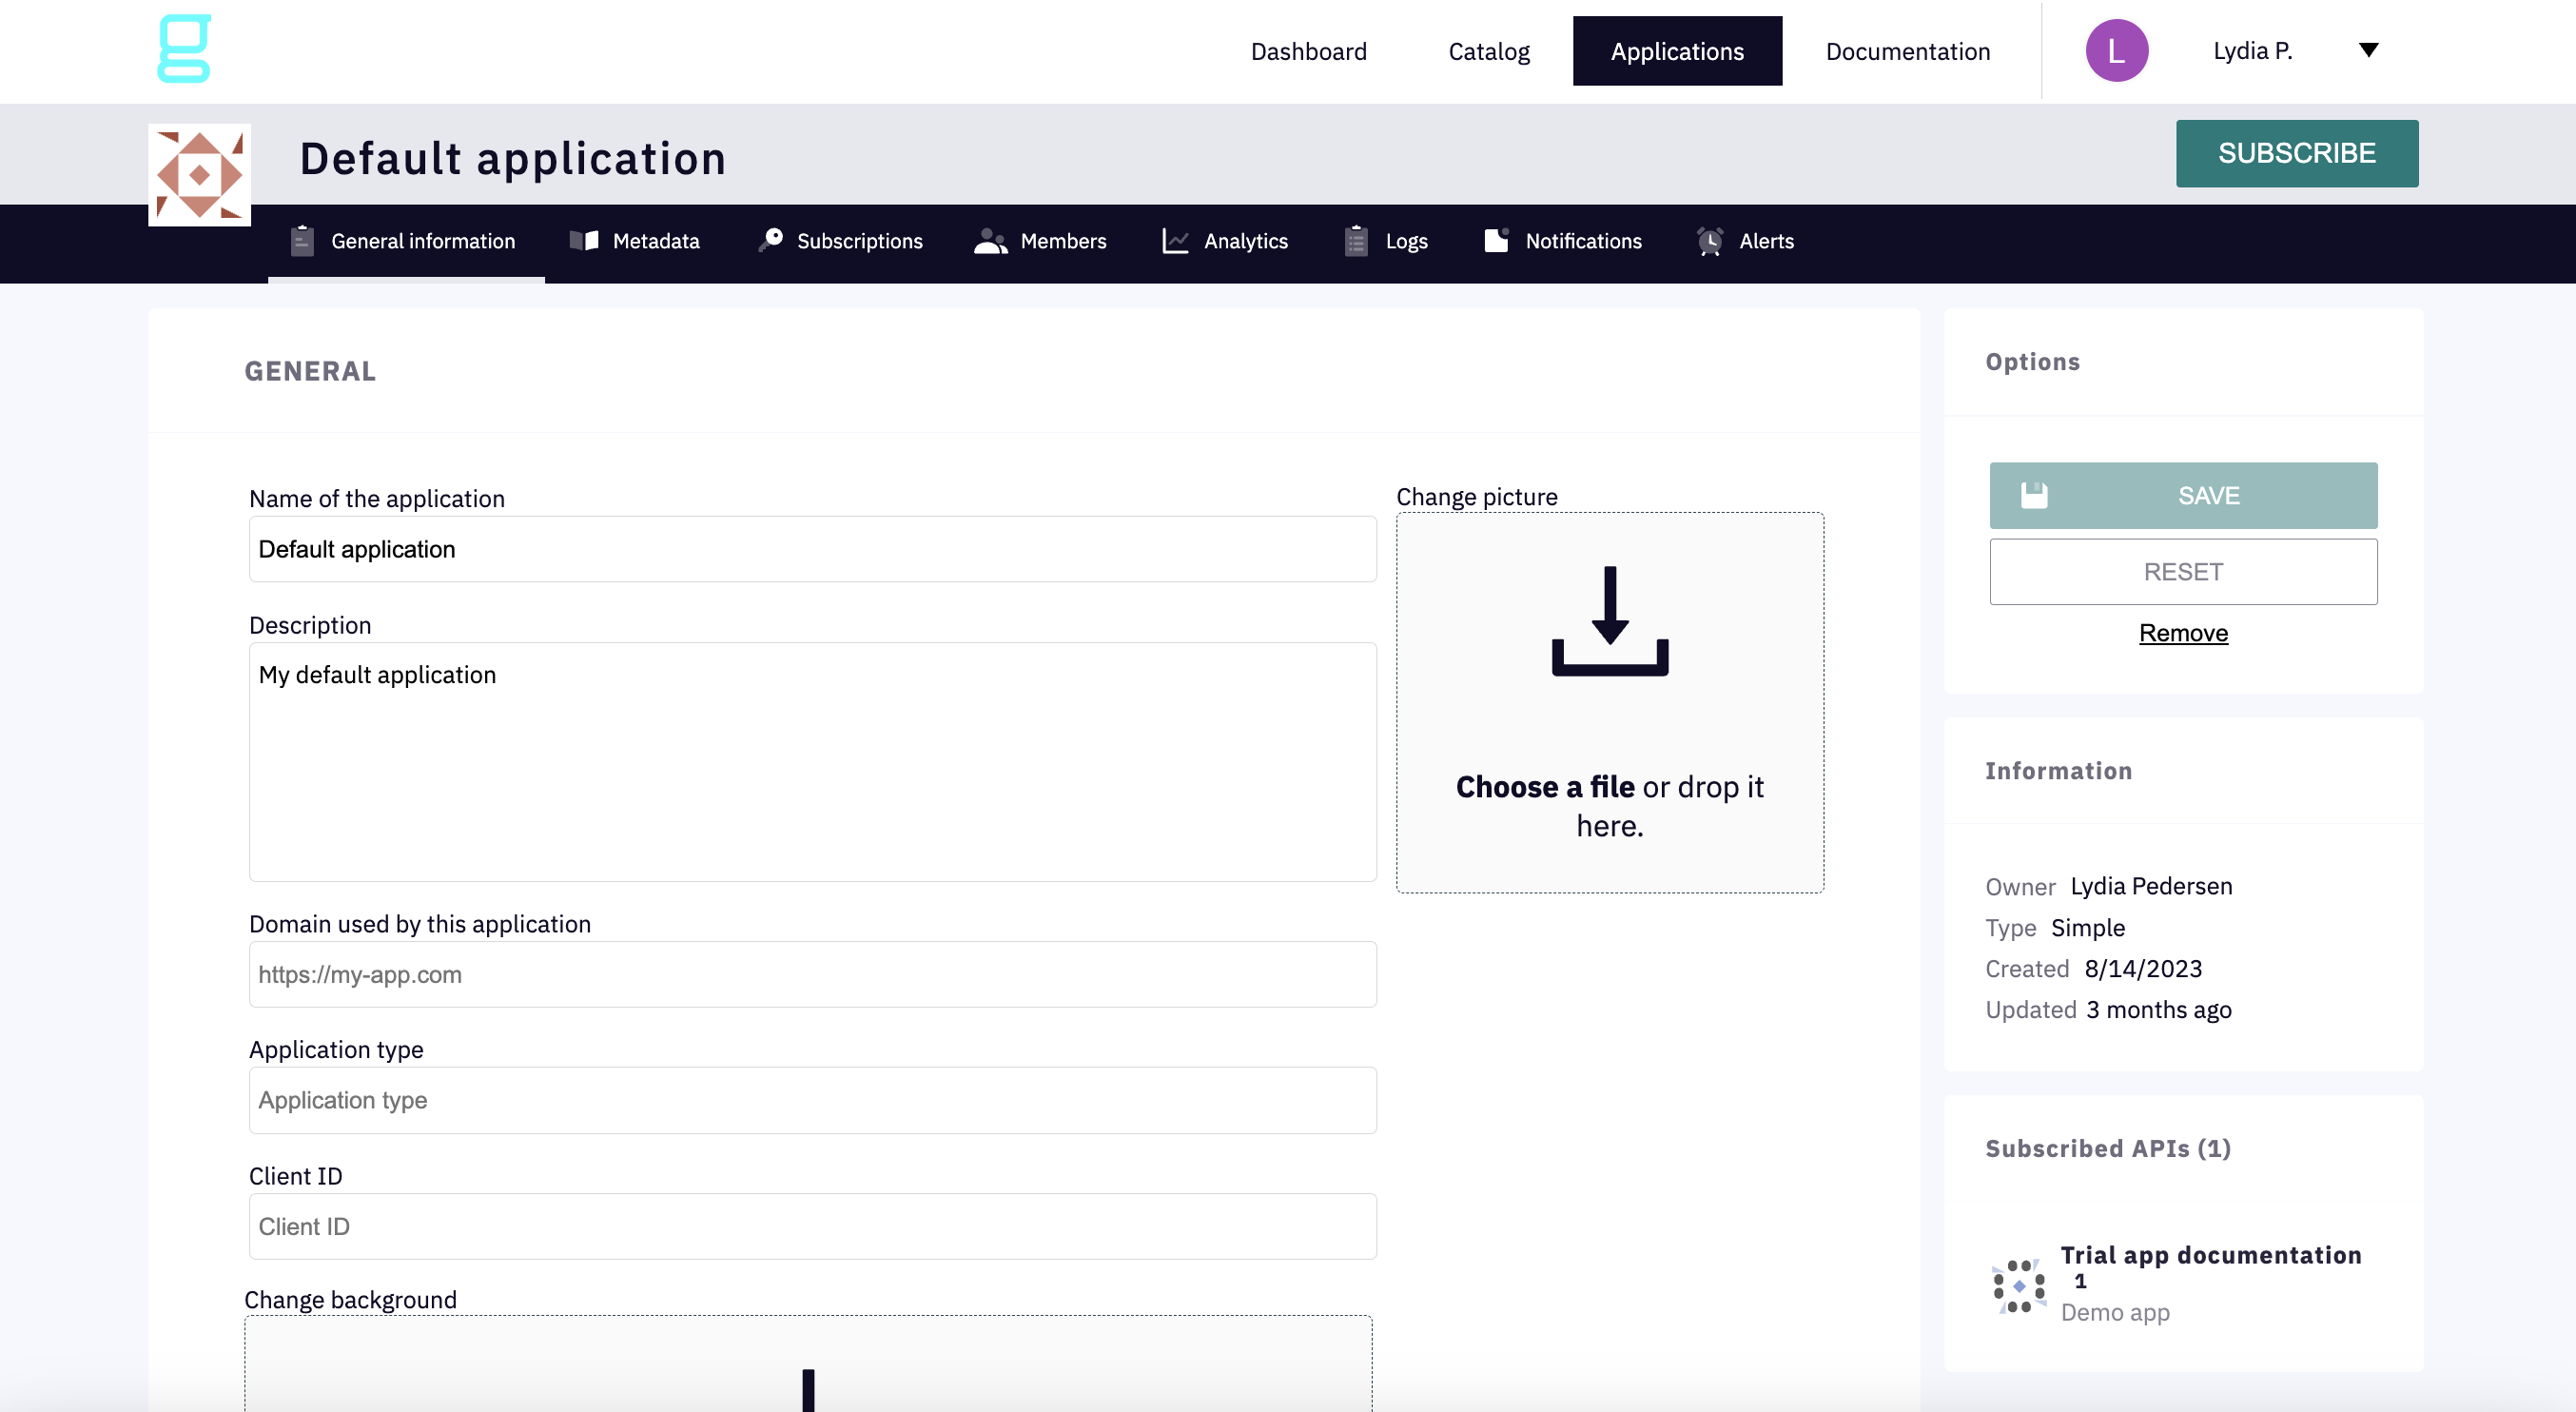 g
Dashboard
Catalog
Applications
Documentation
L
Lydia P.
Default application
SUBSCRIBE
General information
Metadata
Subscriptions
Members
Analytics
Logs
Notifications
Alerts
GENERAL
Name of the application
Default application
Description
My default application
Domain used by this application
https://my-app.com
Application type
Application type
Client ID
Client ID
Change background
Change picture
Choose a file or drop it
here.
Options
SAVE
RESET
Remove
Information
Owner Lydia Pedersen
Type Simple
Created 8/14/2023
Updated 3 months ago
Subscribed APIs (1)
Trial app documentation
1
Demo app